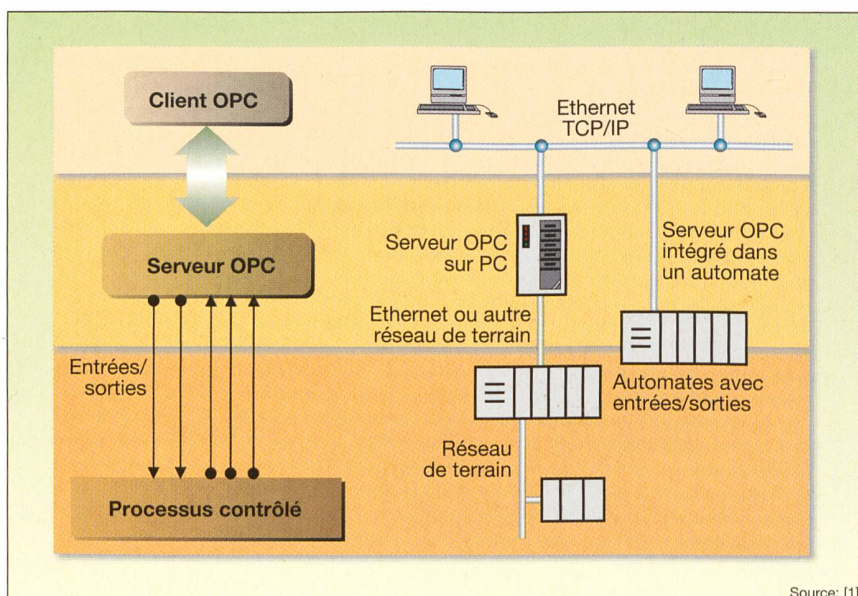 Client OPC
Ethernet
TCP/IP
Serveur OPC
Serveur OPC
sur PC
Serveur OPC
intégré dans
un automate
Ethernet ou autre
réseau de terrain
Entrées/
sorties
Automates avec
entrées/sorties
Réseau
de terrain
Processus contrôlé
Source: [1]